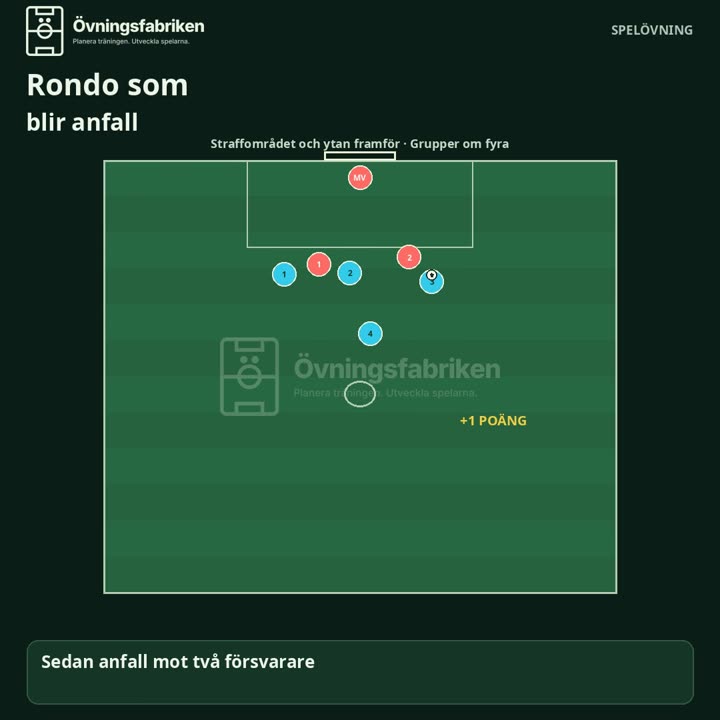 Övningsfabriken
Planera träningen. Utveckla spelarna.
SPELÖVNING
Rondo som
blir anfall
Straffområdet och ytan framför · Grupper om fyra
MV
1
1
2
2
3
4
Övningsfabriken
Planera träningen. Utveckla spelarna.
+1 POÄNG
Sedan anfall mot två försvarare